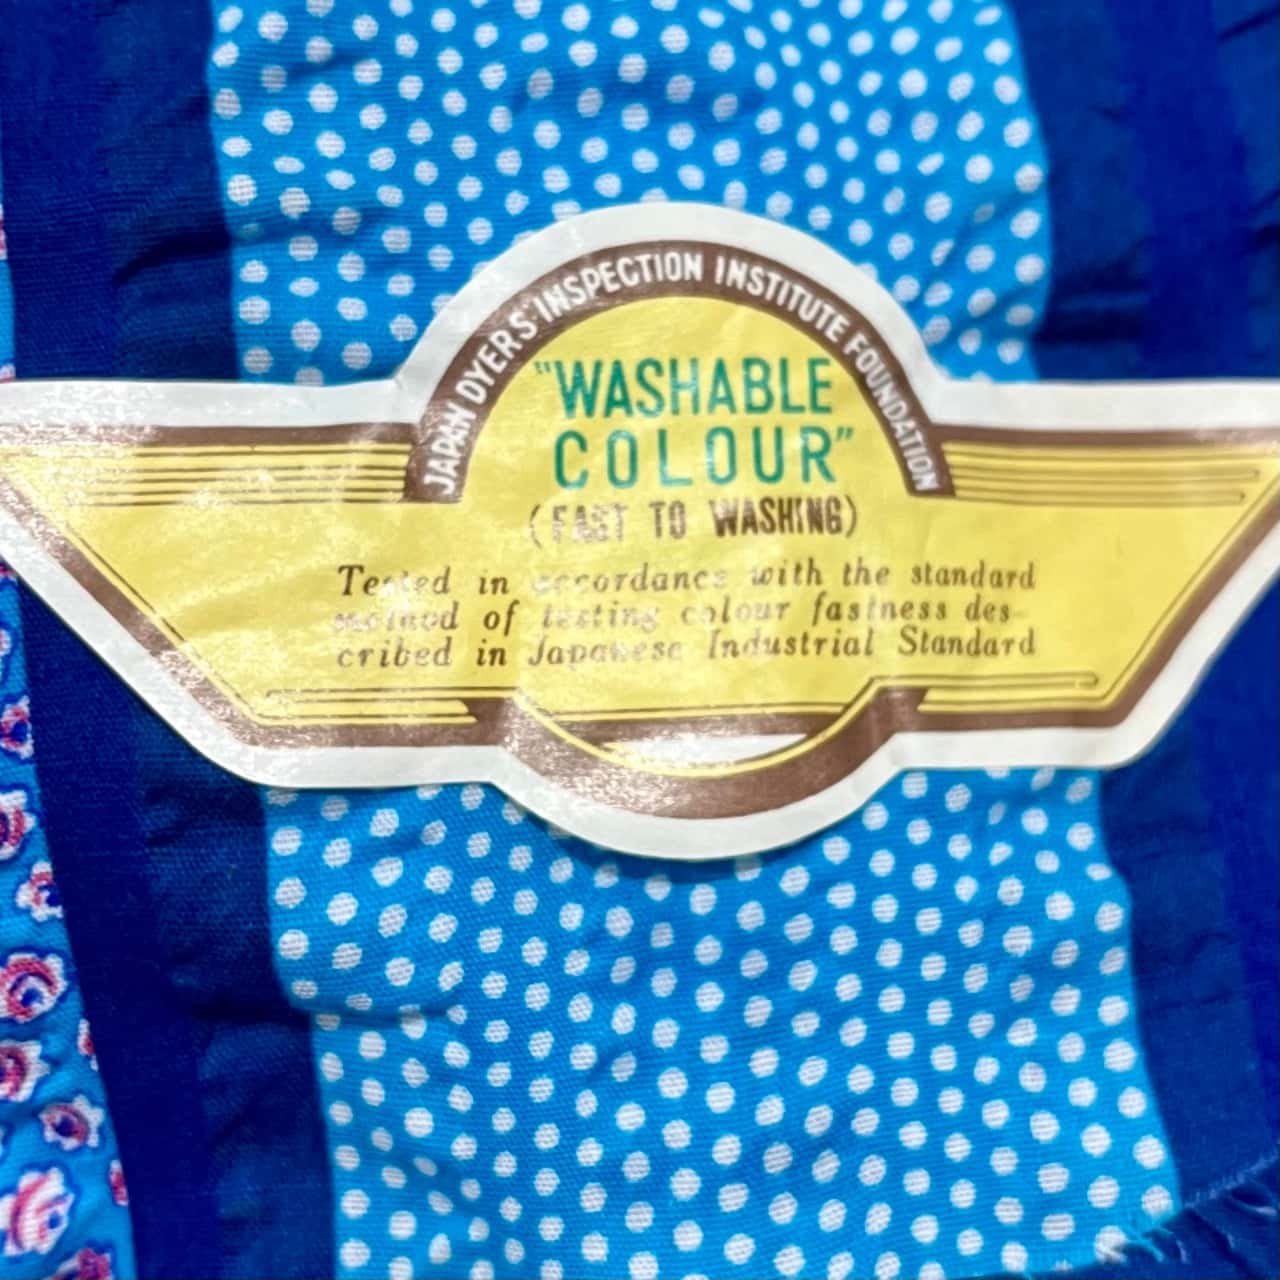 JAPAN DYERS' INSPECTION INSTITUTE FOUNDATION
"WASHABLE
COLOUR"
(FAST TO WASHING)
Tested in accordance with the standard
method of testing colour fastness des-
cribed in Japanese Industrial Standard